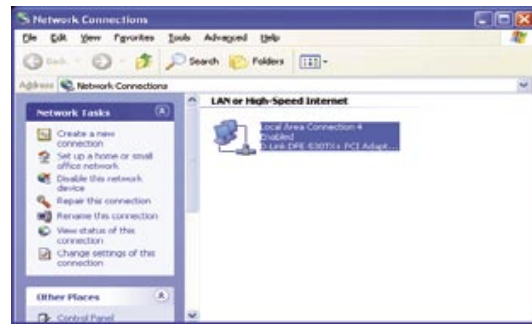 Network Connections
File Edit View Favorites Tools Advanced Help
Back Search Folders
Address Network Connections
Network Tasks
Create a new
connection
Set up a home or small
office network
Disable this network
device
Repair this connection
Rename this connection
View status of this
connection
Change settings of this
connection
Other Places
Control Panel
LAN or High-Speed Internet
Local Area Connection 4
Enabled
D-Link DFE-530TX+ PCI Adapt...